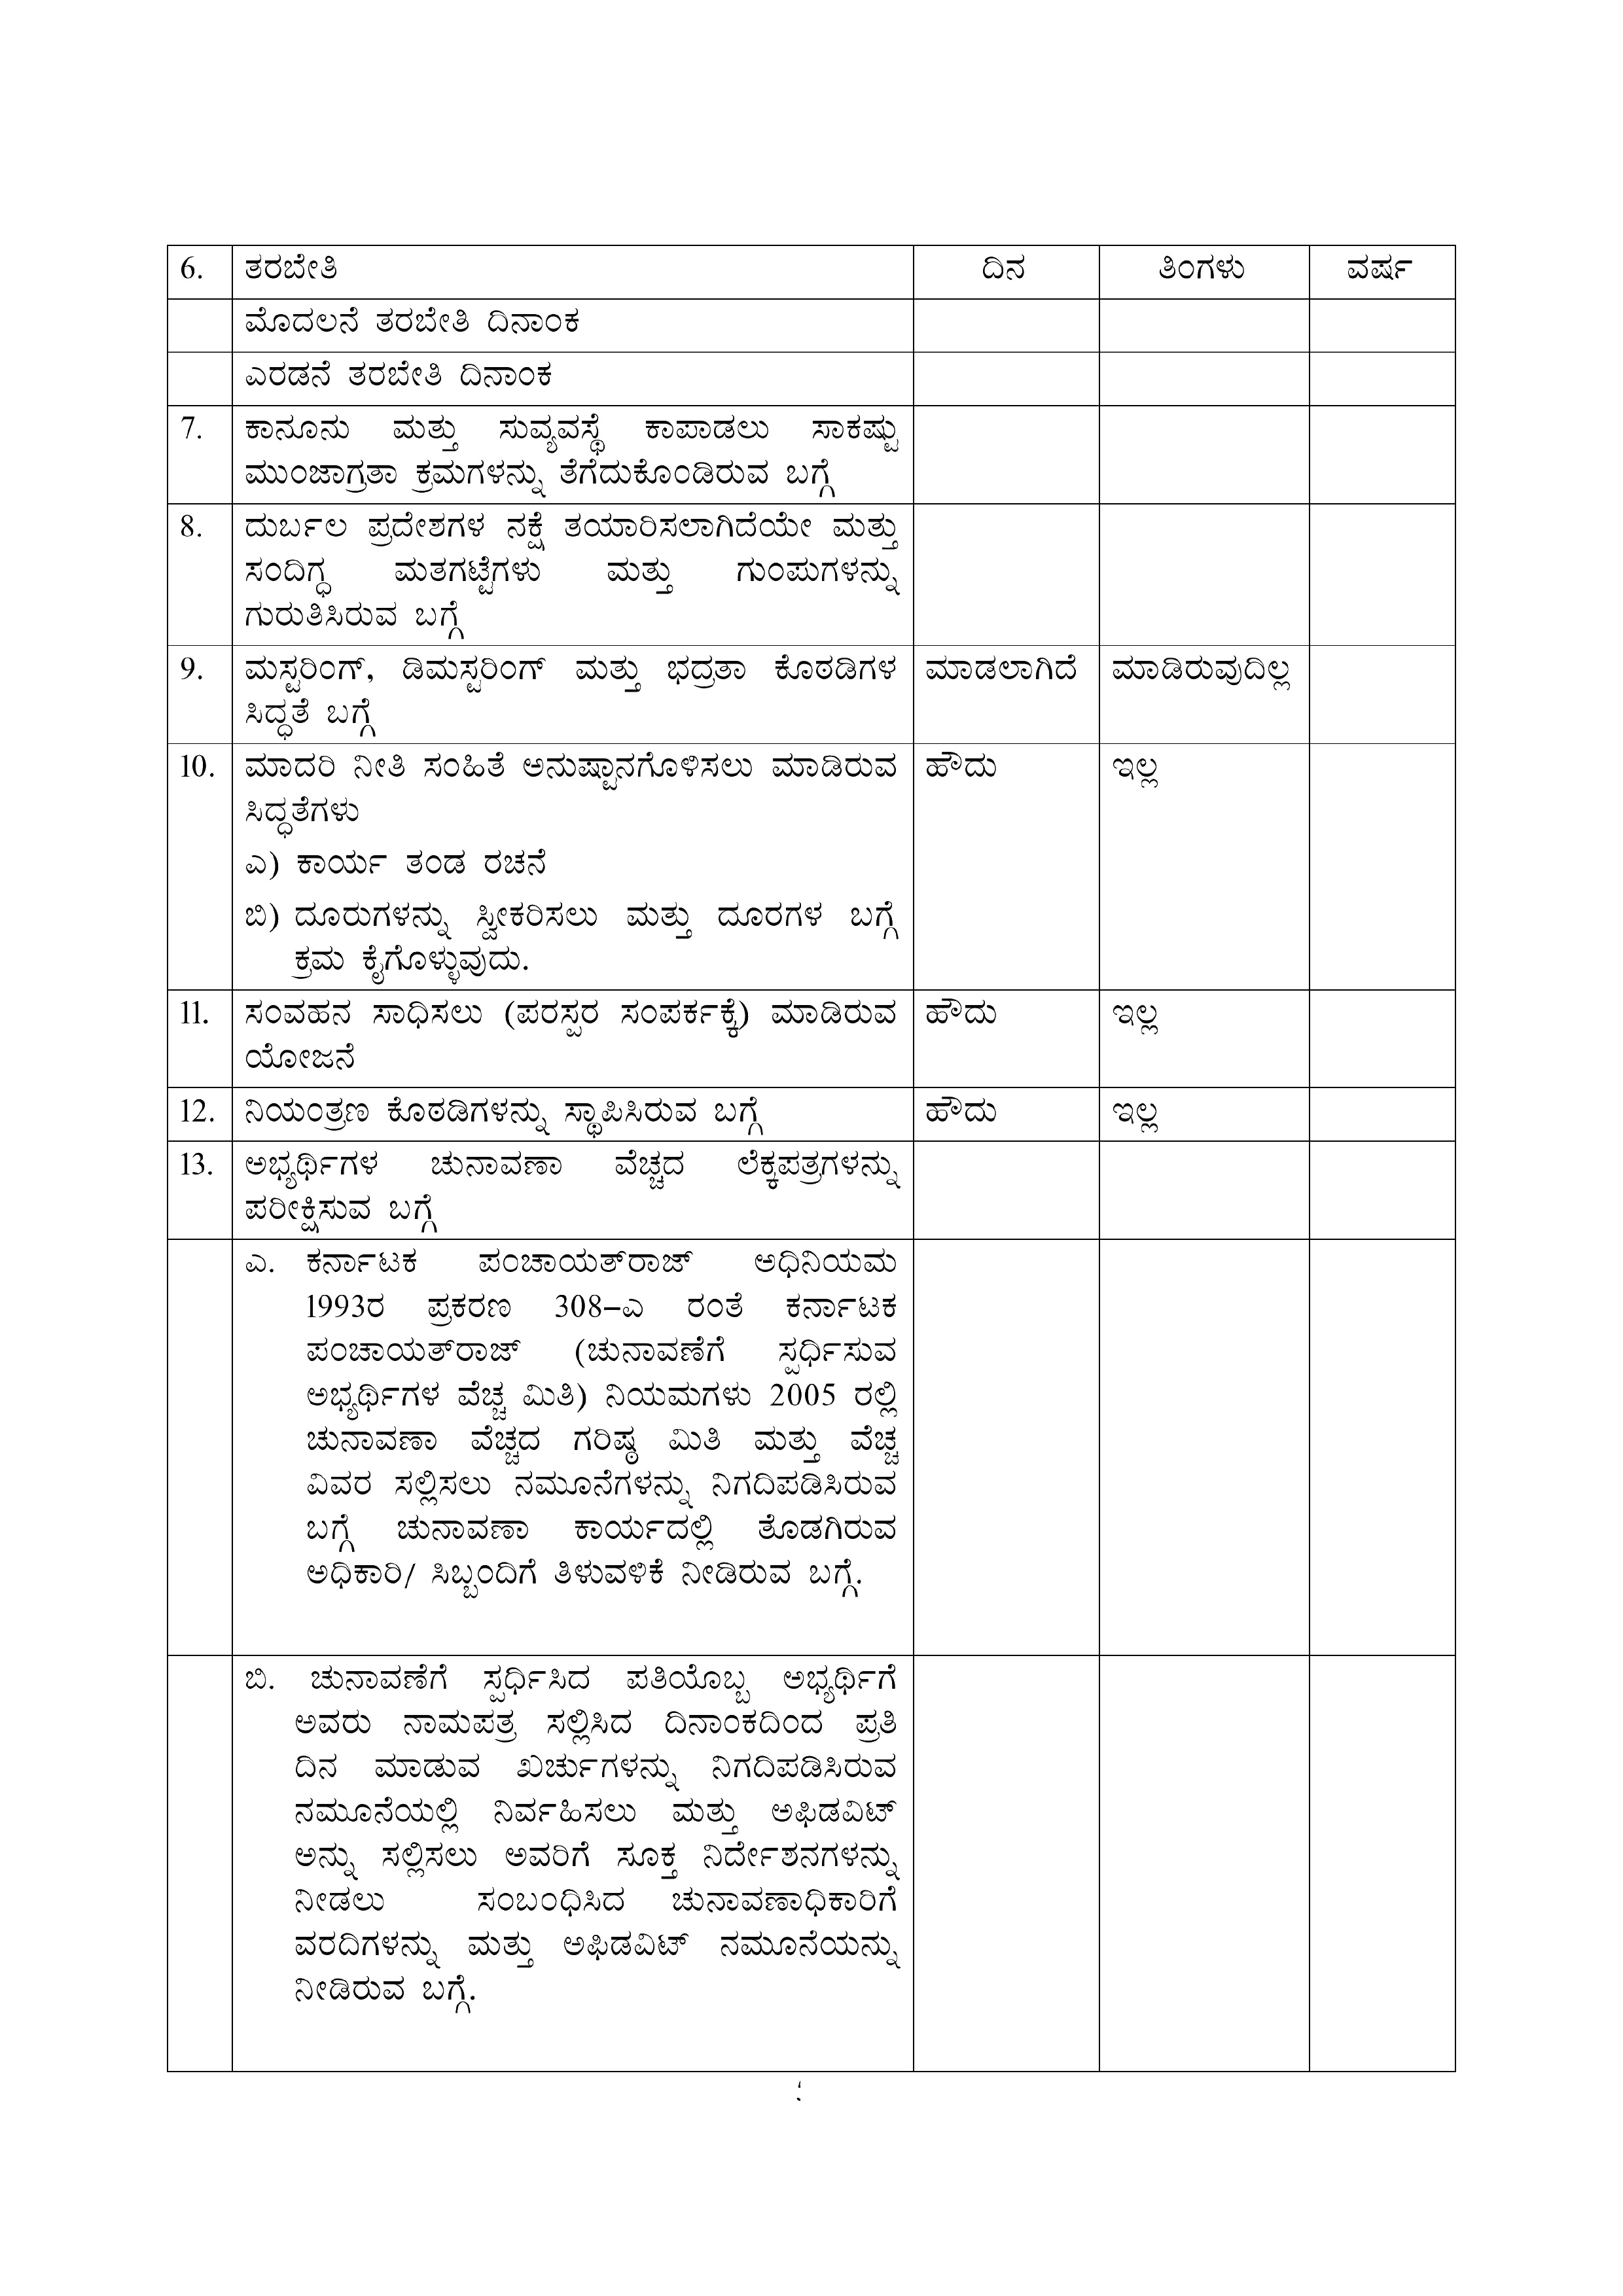 6. ತರಬೇತಿ ದಿನ ತಿಂಗಳು ವರ್ಷ
ಮೊದಲನೆ ತರಬೇತಿ ದಿನಾಂಕ
ಎರಡನೆ ತರಬೇತಿ ದಿನಾಂಕ
7. ಕಾನೂನು ಮತ್ತು ಸುವ್ಯವಸ್ಥೆ ಕಾಪಾಡಲು ಸಾಕಷ್ಟು
ಮುಂಜಾಗ್ರತಾ ಕ್ರಮಗಳನ್ನು ತೆಗೆದುಕೊಂಡಿರುವ ಬಗ್ಗೆ
8. ದುರ್ಬಲ ಪ್ರದೇಶಗಳ ನಕ್ಷೆ ತಯಾರಿಸಲಾಗಿದೆಯೇ ಮತ್ತು
ಸಂದಿಗ್ಧ ಮತಗಟ್ಟೆಗಳು ಮತ್ತು ಗುಂಪುಗಳನ್ನು
ಗುರುತಿಸಿರುವ ಬಗ್ಗೆ
9. ಮಸ್ಟರಿಂಗ್, ಡಿಮಸ್ಟರಿಂಗ್ ಮತ್ತು ಭದ್ರತಾ ಕೊಠಡಿಗಳ ಮಾಡಲಾಗಿದೆ ಮಾಡಿರುವುದಿಲ್ಲ
ಸಿದ್ಧತೆ ಬಗ್ಗೆ
10. ಮಾದರಿ ನೀತಿ ಸಂಹಿತೆ ಅನುಷ್ಠಾನಗೊಳಿಸಲು ಮಾಡಿರುವ ಹೌದು ಇಲ್ಲ
ಸಿದ್ಧತೆಗಳು
ಎ) ಕಾರ್ಯ ತಂಡ ರಚನೆ
ಬಿ) ದೂರುಗಳನ್ನು ಸ್ವೀಕರಿಸಲು ಮತ್ತು ದೂರಗಳ ಬಗ್ಗೆ
ಕ್ರಮ ಕೈಗೊಳ್ಳುವುದು.
11. ಸಂವಹನ ಸಾಧಿಸಲು (ಪರಸ್ಪರ ಸಂಪರ್ಕಕ್ಕೆ) ಮಾಡಿರುವ ಹೌದು ಇಲ್ಲ
ಯೋಜನೆ
12. ನಿಯಂತ್ರಣ ಕೊಠಡಿಗಳನ್ನು ಸ್ಥಾಪಿಸಿರುವ ಬಗ್ಗೆ ಹೌದು ಇಲ್ಲ
13. ಅಭ್ಯರ್ಥಿಗಳ ಚುನಾವಣಾ ವೆಚ್ಚದ ಲೆಕ್ಕಪತ್ರಗಳನ್ನು
ಪರೀಕ್ಷಿಸುವ ಬಗ್ಗೆ
ಎ. ಕರ್ನಾಟಕ ಪಂಚಾಯತ್‌ರಾಜ್ ಅಧಿನಿಯಮ
1993ರ ಪ್ರಕರಣ 308–ಎ ರಂತೆ ಕರ್ನಾಟಕ
ಪಂಚಾಯತ್‌ರಾಜ್ (ಚುನಾವಣೆಗೆ ಸ್ಪರ್ಧಿಸುವ
ಅಭ್ಯರ್ಥಿಗಳ ವೆಚ್ಚ ಮಿತಿ) ನಿಯಮಗಳು 2005 ರಲ್ಲಿ
ಚುನಾವಣಾ ವೆಚ್ಚದ ಗರಿಷ್ಠ ಮಿತಿ ಮತ್ತು ವೆಚ್ಚ
ವಿವರ ಸಲ್ಲಿಸಲು ನಮೂನೆಗಳನ್ನು ನಿಗದಿಪಡಿಸಿರುವ
ಬಗ್ಗೆ ಚುನಾವಣಾ ಕಾರ್ಯದಲ್ಲಿ ತೊಡಗಿರುವ
ಅಧಿಕಾರಿ/ ಸಿಬ್ಬಂದಿಗೆ ತಿಳುವಳಿಕೆ ನೀಡಿರುವ ಬಗ್ಗೆ.
ಬಿ. ಚುನಾವಣೆಗೆ ಸ್ಪರ್ಧಿಸಿದ ಪತಿಯೊಬ್ಬ ಅಭ್ಯರ್ಥಿಗೆ
ಅವರು ನಾಮಪತ್ರ ಸಲ್ಲಿಸಿದ ದಿನಾಂಕದಿಂದ ಪ್ರತಿ
ದಿನ ಮಾಡುವ ಖರ್ಚುಗಳನ್ನು ನಿಗದಿಪಡಿಸಿರುವ
ನಮೂನೆಯಲ್ಲಿ ನಿರ್ವಹಿಸಲು ಮತ್ತು ಅಫಿಡವಿಟ್
ಅನ್ನು ಸಲ್ಲಿಸಲು ಅವರಿಗೆ ಸೂಕ್ತ ನಿರ್ದೇಶನಗಳನ್ನು
ನೀಡಲು ಸಂಬಂಧಿಸಿದ ಚುನಾವಣಾಧಿಕಾರಿಗೆ
ವರದಿಗಳನ್ನು ಮತ್ತು ಅಫಿಡವಿಟ್ ನಮೂನೆಯನ್ನು
ನೀಡಿರುವ ಬಗ್ಗೆ.